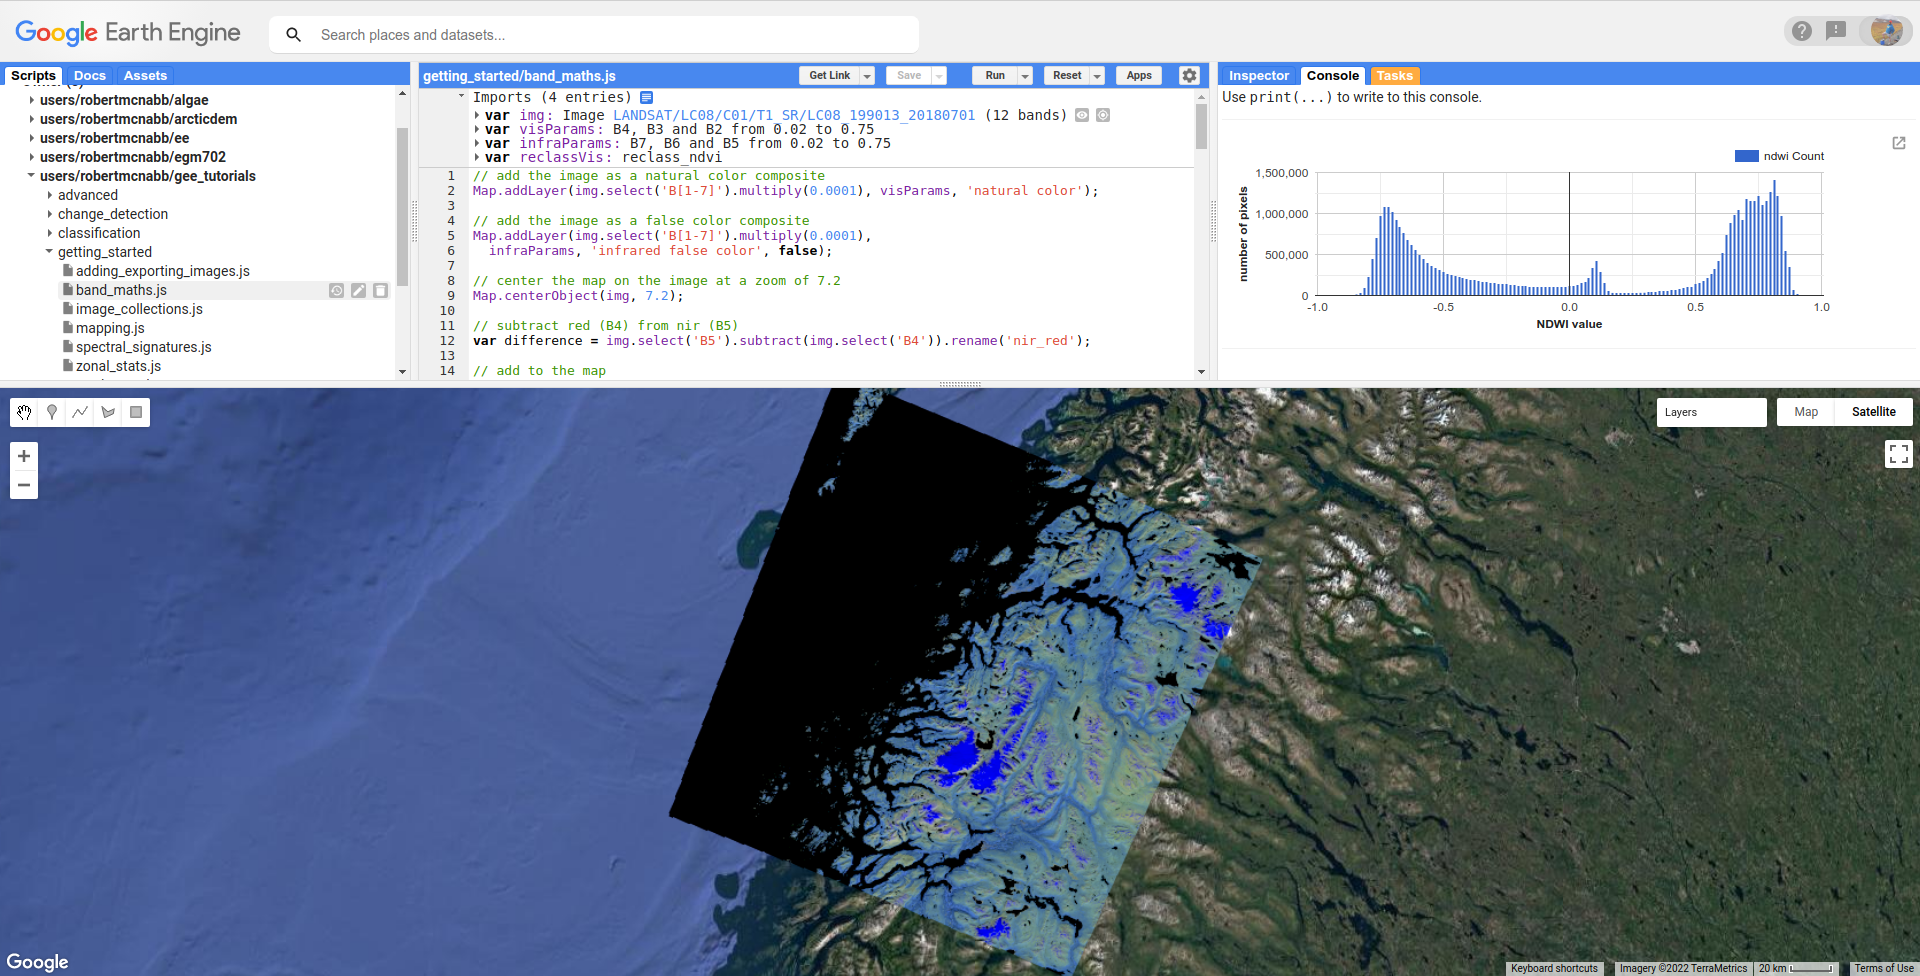 Google Earth Engine
Search places and datasets...
Scripts Docs Assets
users/robertmcnabb/algae
users/robertmcnabb/arcticdem
users/robertmcnabb/ee
users/robertmcnabb/egm702
users/robertmcnabb/gee_tutorials
advanced
change_detection
classification
getting_started
adding_exporting_images.js
band_maths.js
image_collections.js
mapping.js
spectral_signatures.js
zonal_stats.js
getting_started/band_maths.js
Get Link Save Run Reset Apps
Imports (4 entries)
var img: Image LANDSAT/LC08/C01/T1_SR/LC08_199013_20180701 (12 bands)
var visParams: B4, B3 and B2 from 0.02 to 0.75
var infraParams: B7, B6 and B5 from 0.02 to 0.75
var reclassVis: reclass_ndvi
1 // add the image as a natural color composite
2 Map.addLayer(img.select('B[1-7]').multiply(0.0001), visParams, 'natural color');
3
4 // add the image as a false color composite
5 Map.addLayer(img.select('B[1-7]').multiply(0.0001),
6 infraParams, 'infrared false color', false);
7
8 // center the map on the image at a zoom of 7.2
9 Map.centerObject(img, 7.2);
10
11 // subtract red (B4) from nir (B5)
12 var difference = img.select('B5').subtract(img.select('B4')).rename('nir_red');
13
14 // add to the map
Inspector Console Tasks
Use print(...) to write to this console.
ndwi Count
number of pixels
1,500,000
1,000,000
500,000
0
-1.0 -0.5 0.0 0.5 1.0
NDWI value
Layers
Map Satellite
Google
Keyboard shortcuts Imagery ©2022 TerraMetrics 20 km Terms of Use